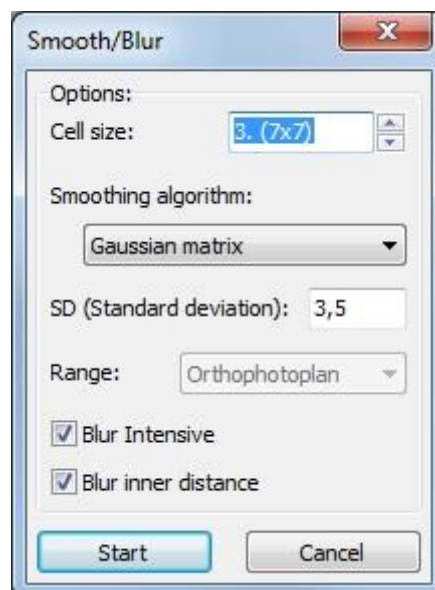 Smooth/Blur
Options:
Cell size: 3. (7x7)
Smoothing algorithm:
Gaussian matrix
SD (Standard deviation): 3,5
Range: Orthophotoplan
Blur Intensive
Blur inner distance
Start Cancel